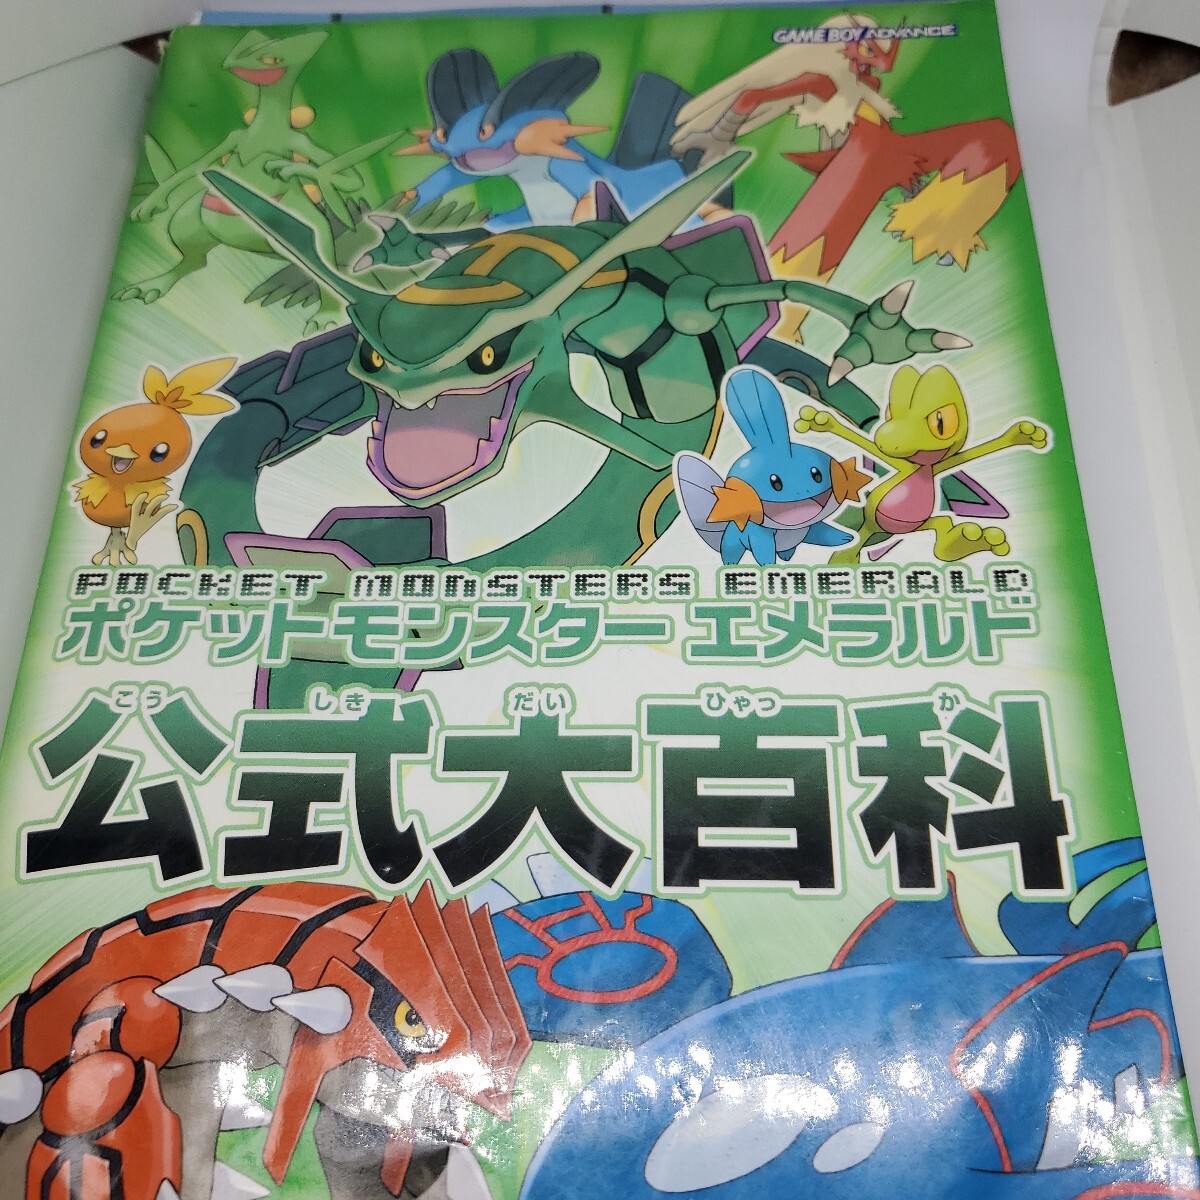 GAME BOY ADVANCE
POCKET MONSTERS EMERALD
ポケットモンスター エメラルド
こう しき だい ひゃっ か
公式大百科